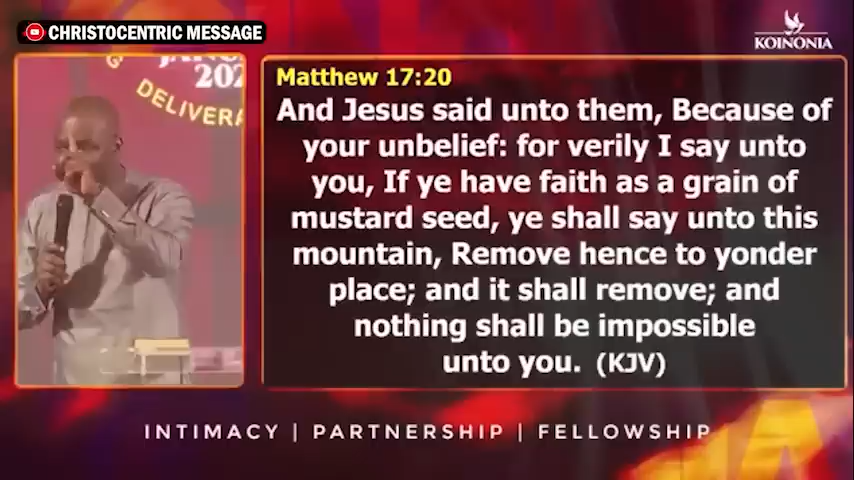 CHRISTOCENTRIC MESSAGE
KOINONIA
DELIVERA
Matthew 17:20
And Jesus said unto them, Because of
your unbelief: for verily I say unto
you, If ye have faith as a grain of
mustard seed, ye shall say unto this
mountain, Remove hence to yonder
place; and it shall remove; and
nothing shall be impossible
unto you. (KJV)
INTIMACY | PARTNERSHIP | FELLOWSHIP